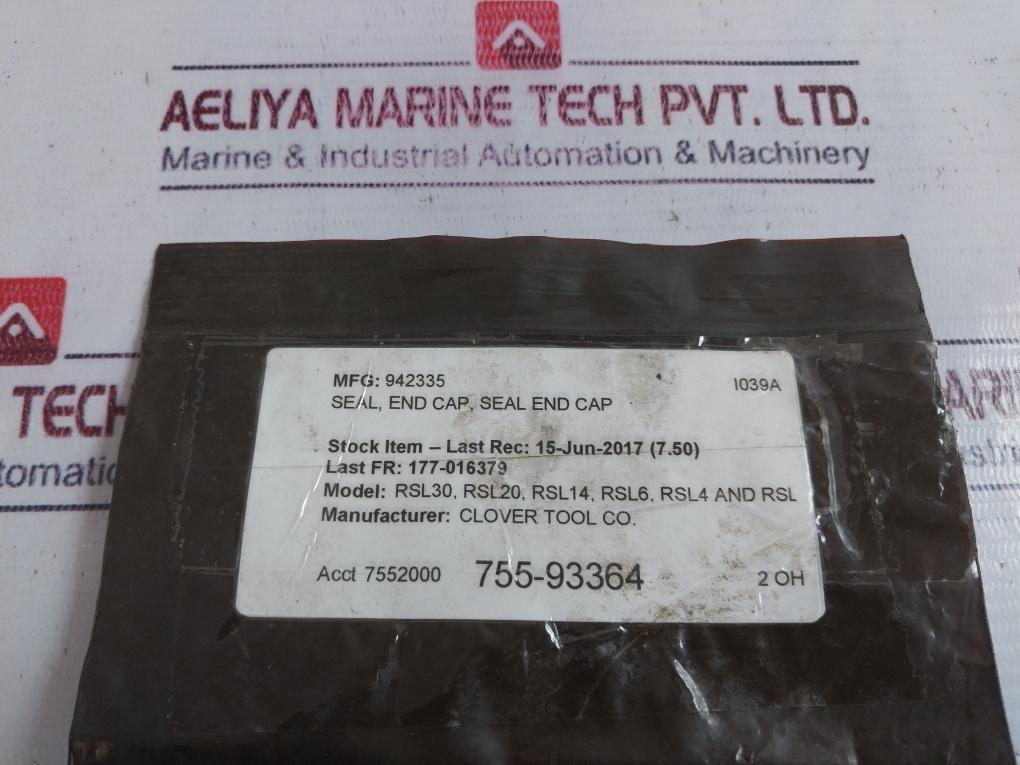 AELIYA MARINE TECH PVT. LTD.
Marine & Industrial Automation & Machinery
TECH
tomatic
MFG: 942335
I039A
SEAL, END CAP, SEAL END CAP
Stock Item – Last Rec: 15-Jun-2017 (7.50)
Last FR: 177-016379
Model: RSL30, RSL20, RSL14, RSL6, RSL4 AND RSL
Manufacturer: CLOVER TOOL CO.
Acct 7552000 755-93364 2 OH